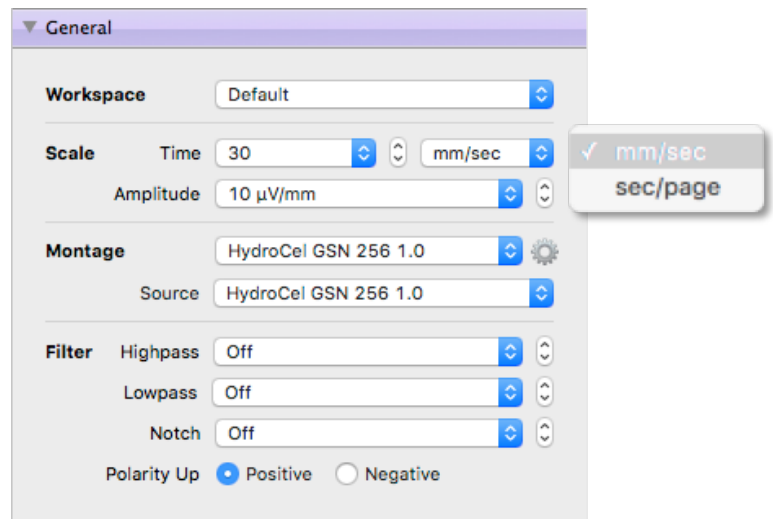 General
Workspace Default
Scale Time 30 mm/sec ✓ mm/sec
sec/page
Amplitude 10 µV/mm
Montage HydroCel GSN 256 1.0
Source HydroCel GSN 256 1.0
Filter Highpass Off
Lowpass Off
Notch Off
Polarity Up Positive Negative